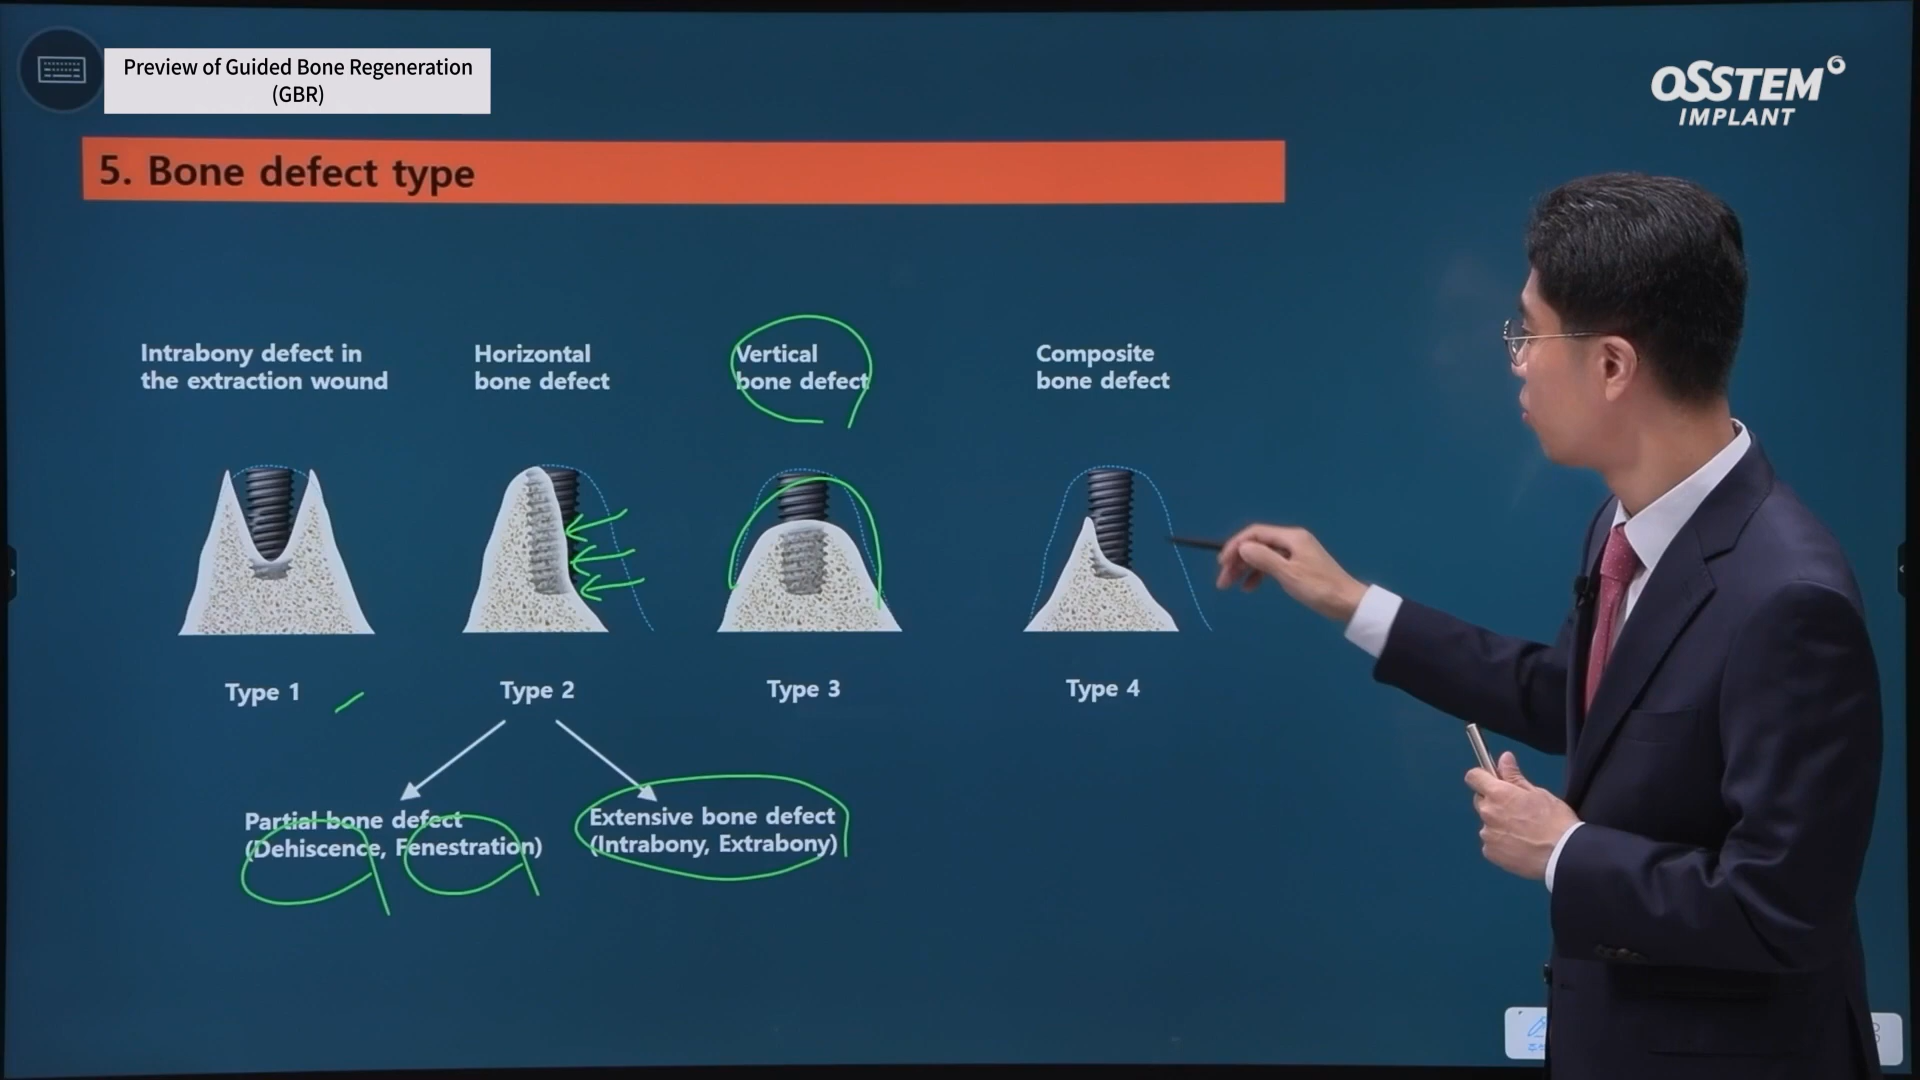 Preview of Guided Bone Regeneration
(GBR)
OSSTEM
IMPLANT
5. Bone defect type
Intrabony defect in
the extraction wound
Horizontal
bone defect
Vertical
bone defect
Composite
bone defect
Type 1
Type 2
Type 3
Type 4
Partial bone defect
(Dehiscence, Fenestration)
Extensive bone defect
(Intrabony, Extrabony)